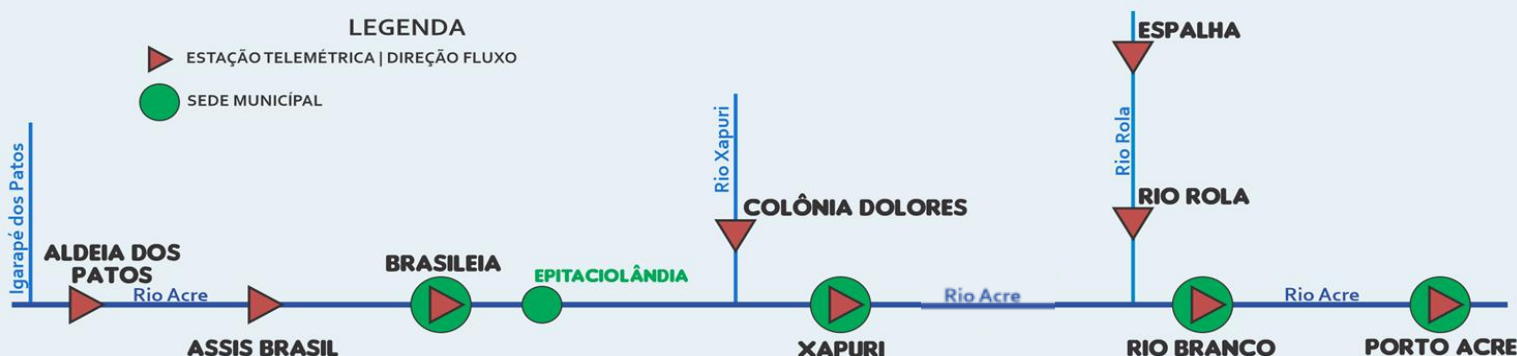 LEGENDA
ESTAÇÃO TELEMÉTRICA | DIREÇÃO FLUXO
SEDE MUNICÍPAL
Igarapé dos Patos
ALDEIA DOS
PATOS
Rio Acre
ASSIS BRASIL
BRASILEIA
EPITACIOLÂNDIA
Rio Xapuri
COLÔNIA DOLORES
XAPURI
Rio Acre
ESPALHA
Rio Rola
RIO ROLA
RIO BRANCO
Rio Acre
PORTO ACRE